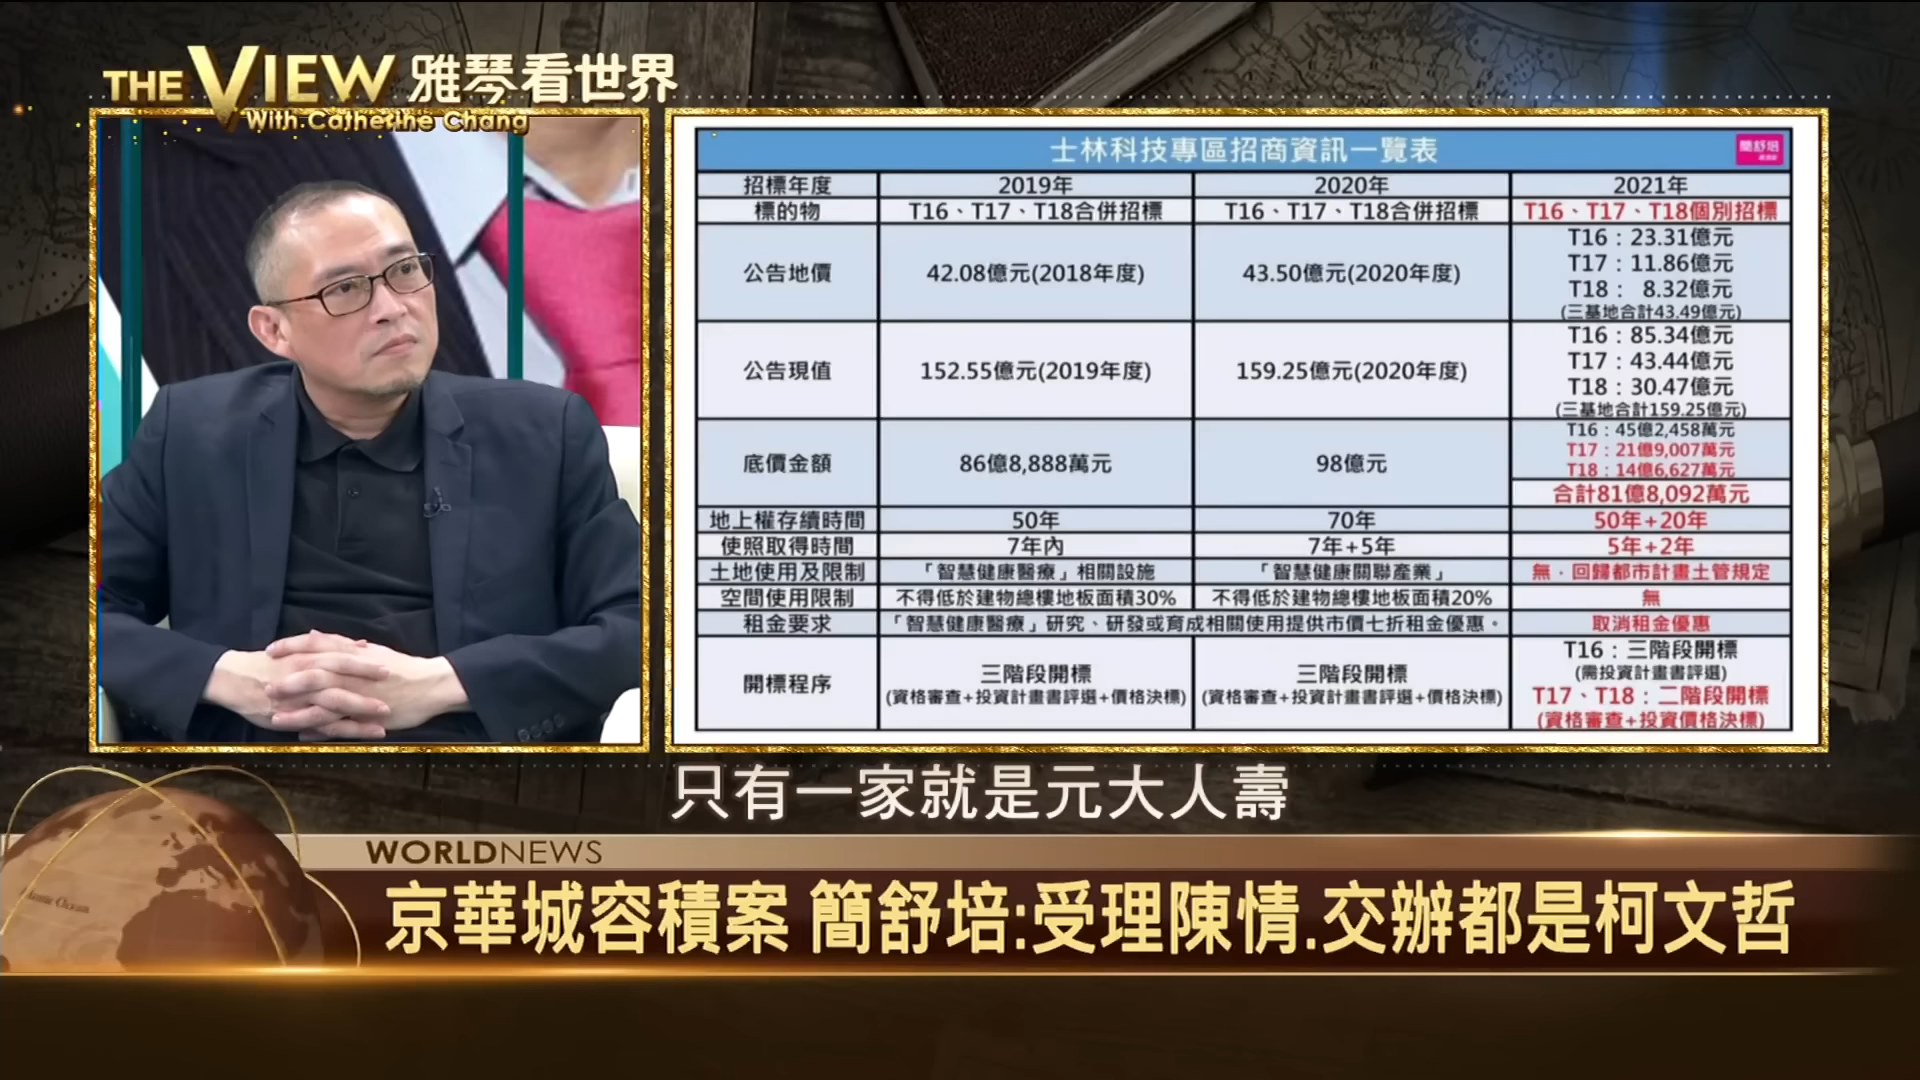 THE VIEW 雅琴看世界
With Catherine Chang
士林科技專區招商資訊一覽表
簡舒培
招標年度 2019年 2020年 2021年
標的物 T16、T17、T18合併招標 T16、T17、T18合併招標 T16、T17、T18個別招標
公告地價 42.08億元(2018年度) 43.50億元(2020年度)
T16：23.31億元
T17：11.86億元
T18： 8.32億元
(三基地合計43.49億元)
公告現值 152.55億元(2019年度) 159.25億元(2020年度)
T16：85.34億元
T17：43.44億元
T18：30.47億元
(三基地合計159.25億元)
底價金額 86億8,888萬元 98億元
T16：45億2,458萬元
T17：21億9,007萬元
T18：14億6,627萬元
合計81億8,092萬元
地上權存續時間 50年 70年 50年+20年
使照取得時間 7年內 7年+5年 5年+2年
土地使用及限制 「智慧健康醫療」相關設施 「智慧健康關聯產業」 無．回歸都市計畫土管規定
空間使用限制 不得低於建物總樓地板面積30% 不得低於建物總樓地板面積20% 無
租金要求 「智慧健康醫療」研究、研發或育成相關使用提供市價七折租金優惠。 取消租金優惠
開標程序
三階段開標
(資格審查+投資計畫書評選+價格決標)
三階段開標
(資格審查+投資計畫書評選+價格決標)
T16：三階段開標
(需投資計畫書評選)
T17、T18：二階段開標
(資格審查+投資價格決標)
只有一家就是元大人壽
WORLDNEWS
京華城容積案 簡舒培:受理陳情.交辦都是柯文哲